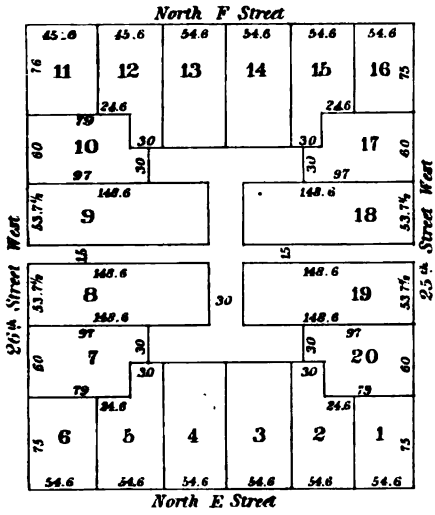 North F Street
45.6 45.6 54.6 54.6 54.6 54.6
76 11 12 13 14 15 16 75
24.6 24.6
79
60 10 30 30 17 60
30 30
97 97
148.6 148.6
53.7½ 9 18 53.7½
26th Street West
15 15
25th Street West
148.6 148.6
53.7½ 8 30 19 53.7½
148.6 148.6
97 97
60 7 30 30 20 60
30 30
79 73
24.6 24.6
75 6 5 4 3 2 1 75
54.6 54.6 54.6 54.6 54.6 54.6
North E Street